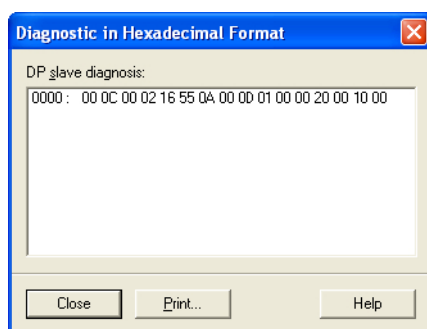 Diagnostic in Hexadecimal Format
DP slave diagnosis:
0000 : 00 0C 00 02 16 55 0A 00 0D 01 00 00 20 00 10 00
Close Print... Help